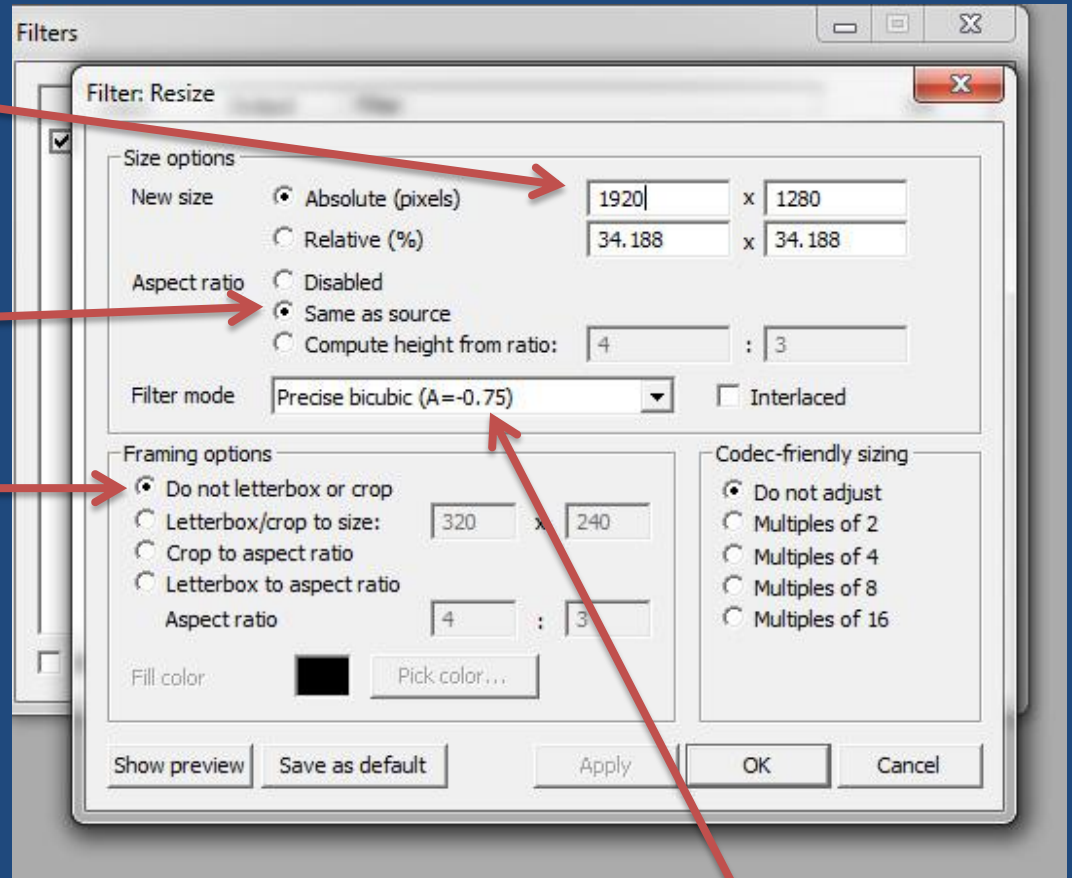 Filters
Filter: Resize
Size options
New size Absolute (pixels) 1920 x 1280
Relative (%) 34.188 x 34.188
Aspect ratio Disabled
Same as source
Compute height from ratio: 4 : 3
Filter mode Precise bicubic (A=-0.75) Interlaced
Framing options
Do not letterbox or crop
Letterbox/crop to size: 320 x 240
Crop to aspect ratio
Letterbox to aspect ratio
Aspect ratio 4 : 3
Fill color Pick color...
Codec-friendly sizing
Do not adjust
Multiples of 2
Multiples of 4
Multiples of 8
Multiples of 16
Show preview Save as default Apply OK Cancel